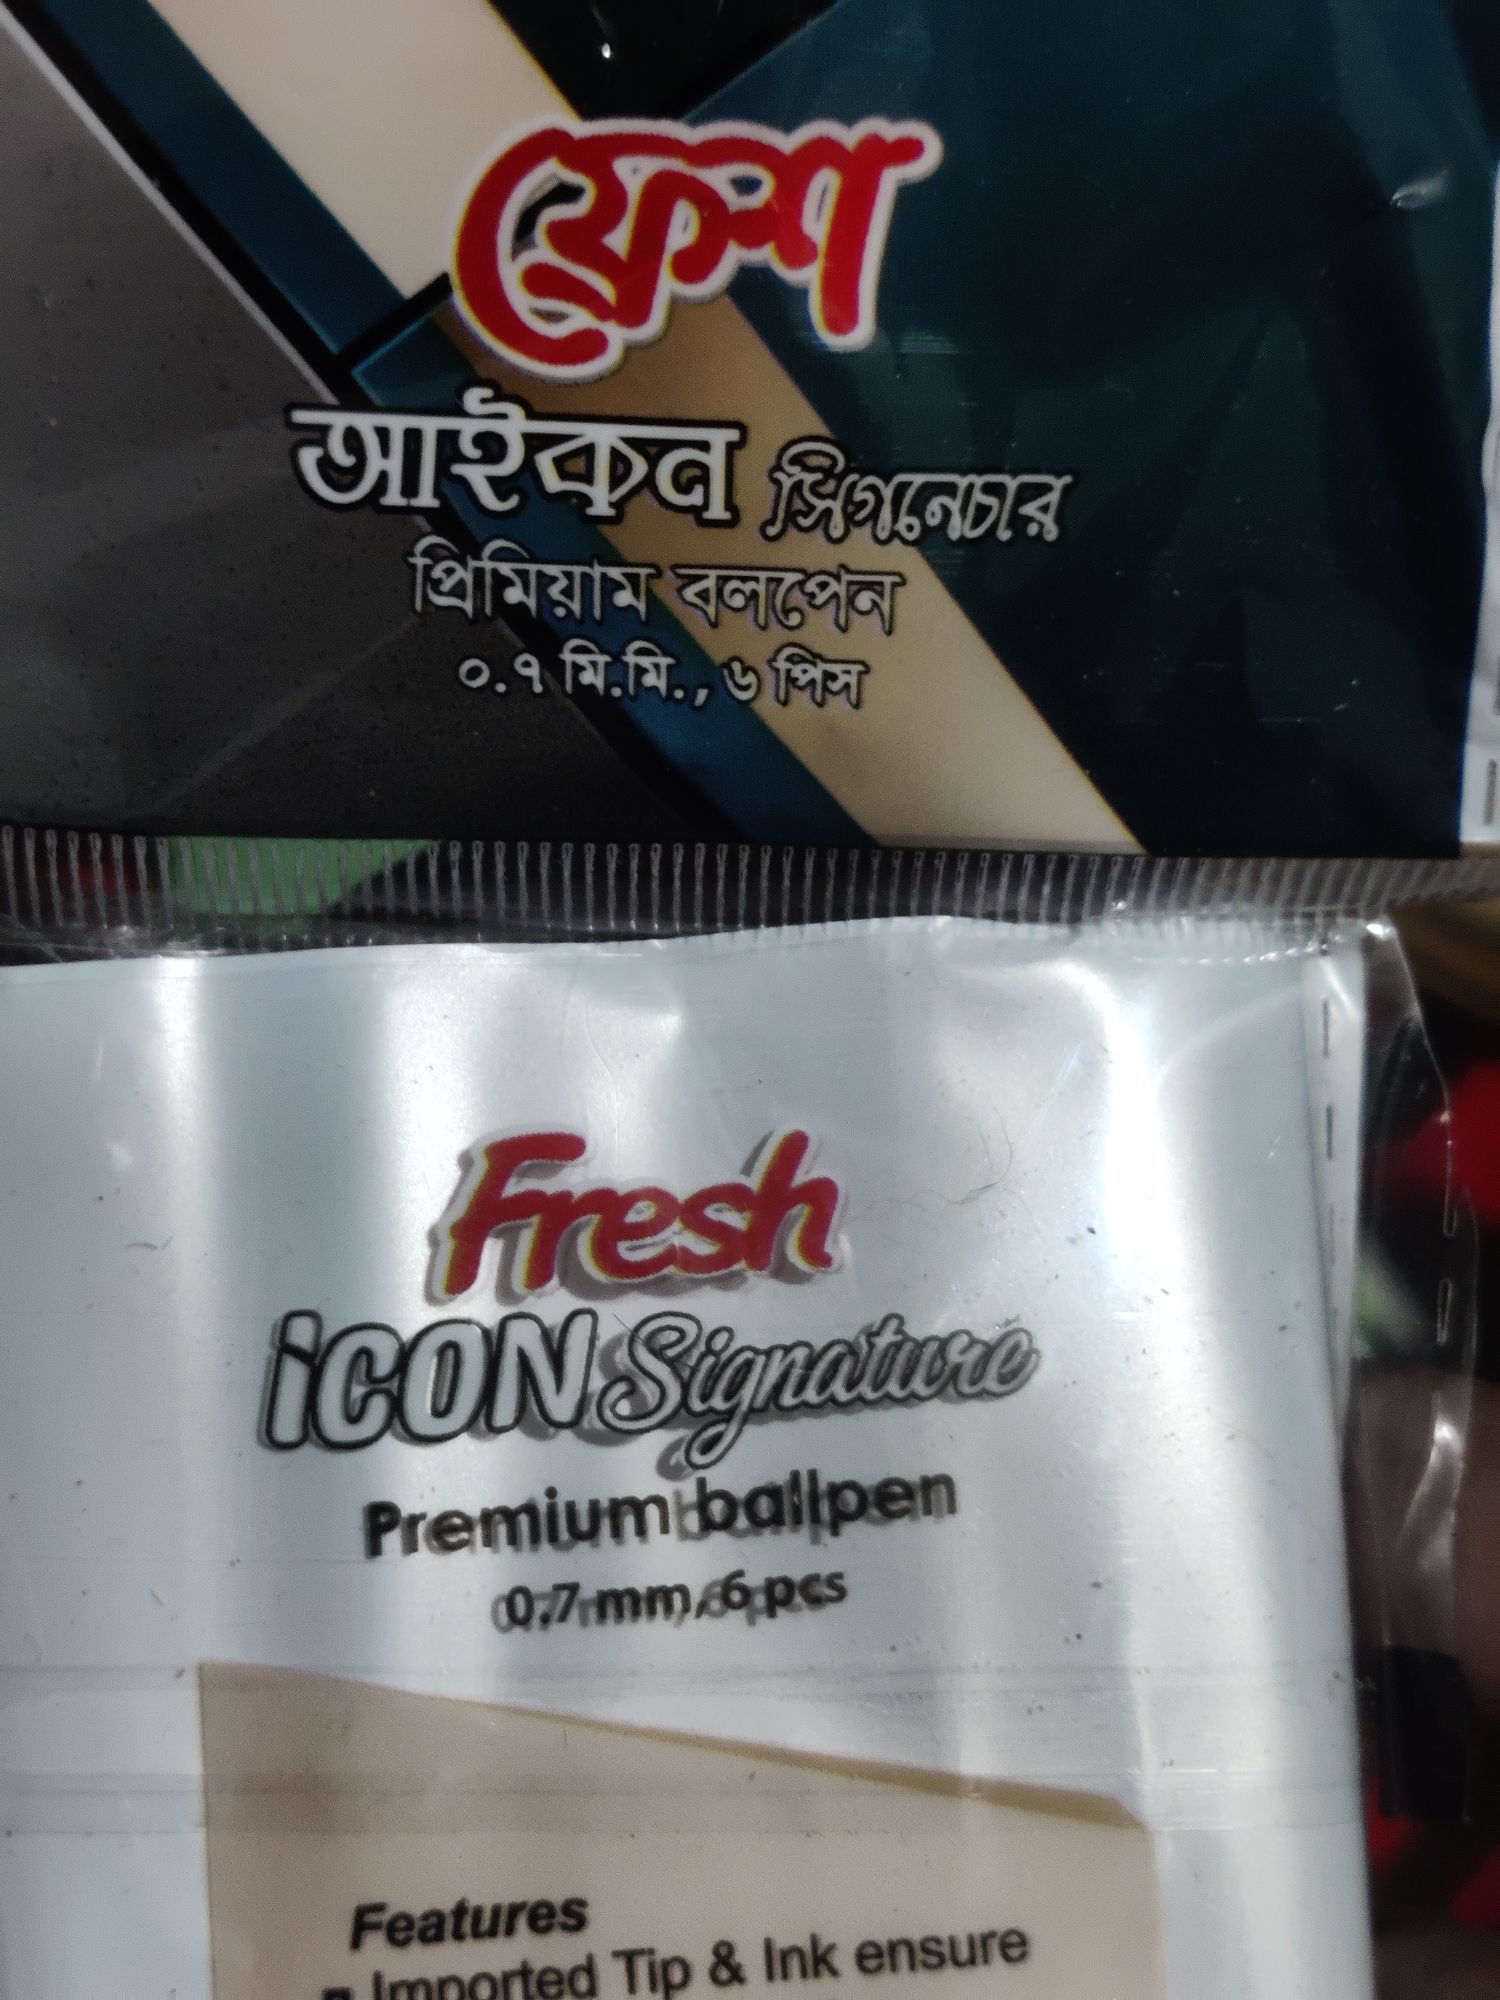 ফ্রেশ
আইকন সিগনেচার
প্রিমিয়াম বলপেন
০.৭ মি.মি., ৬ পিস
Fresh
iCON Signature
Premium ballpen
0.7 mm, 6 pcs
Features
▪ Imported Tip & Ink ensure